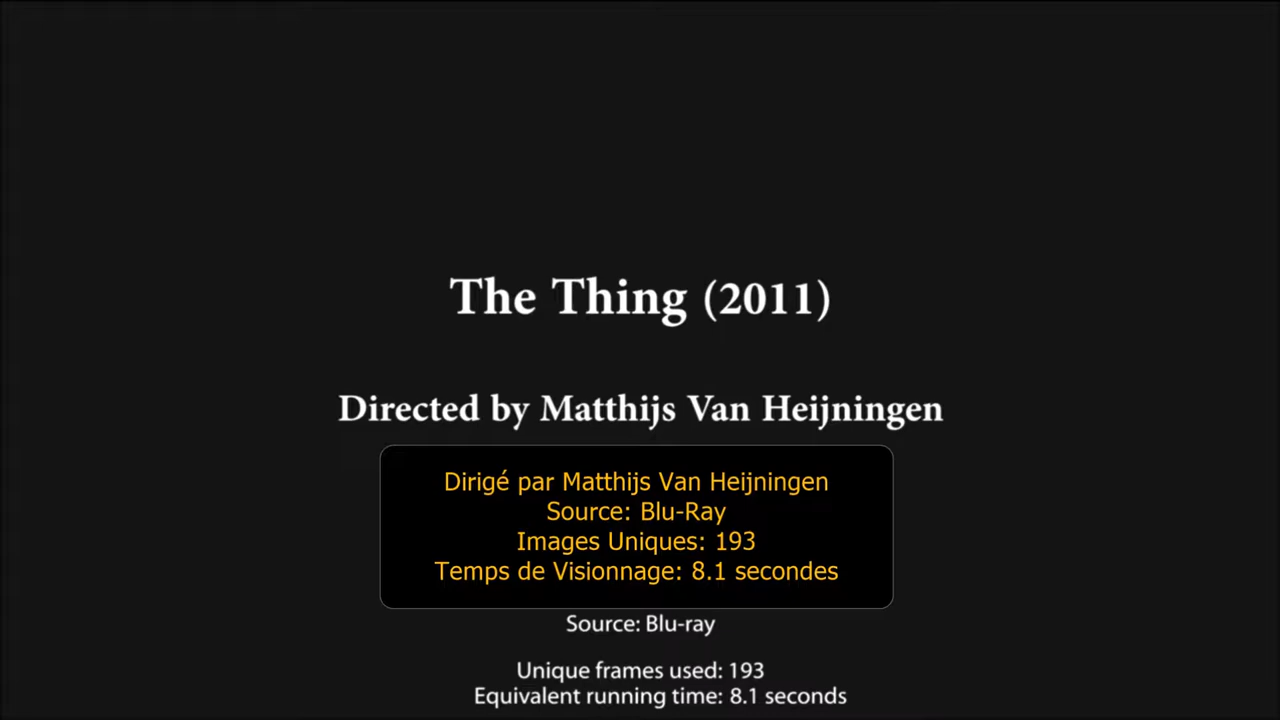 The Thing (2011)
Directed by Matthijs Van Heijningen
Dirigé par Matthijs Van Heijningen
Source: Blu-Ray
Images Uniques: 193
Temps de Visionnage: 8.1 secondes
Source: Blu-ray
Unique frames used: 193
Equivalent running time: 8.1 seconds